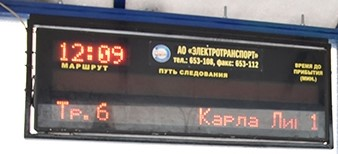 12:09
АО «ЭЛЕКТРОТРАНСПОРТ»
тел.: 653-108, факс: 653-112
МАРШРУТ
ПУТЬ СЛЕДОВАНИЯ
ВРЕМЯ ДО
ПРИБЫТИЯ
(МИН.)
Тр. 6 Карла Ли 1